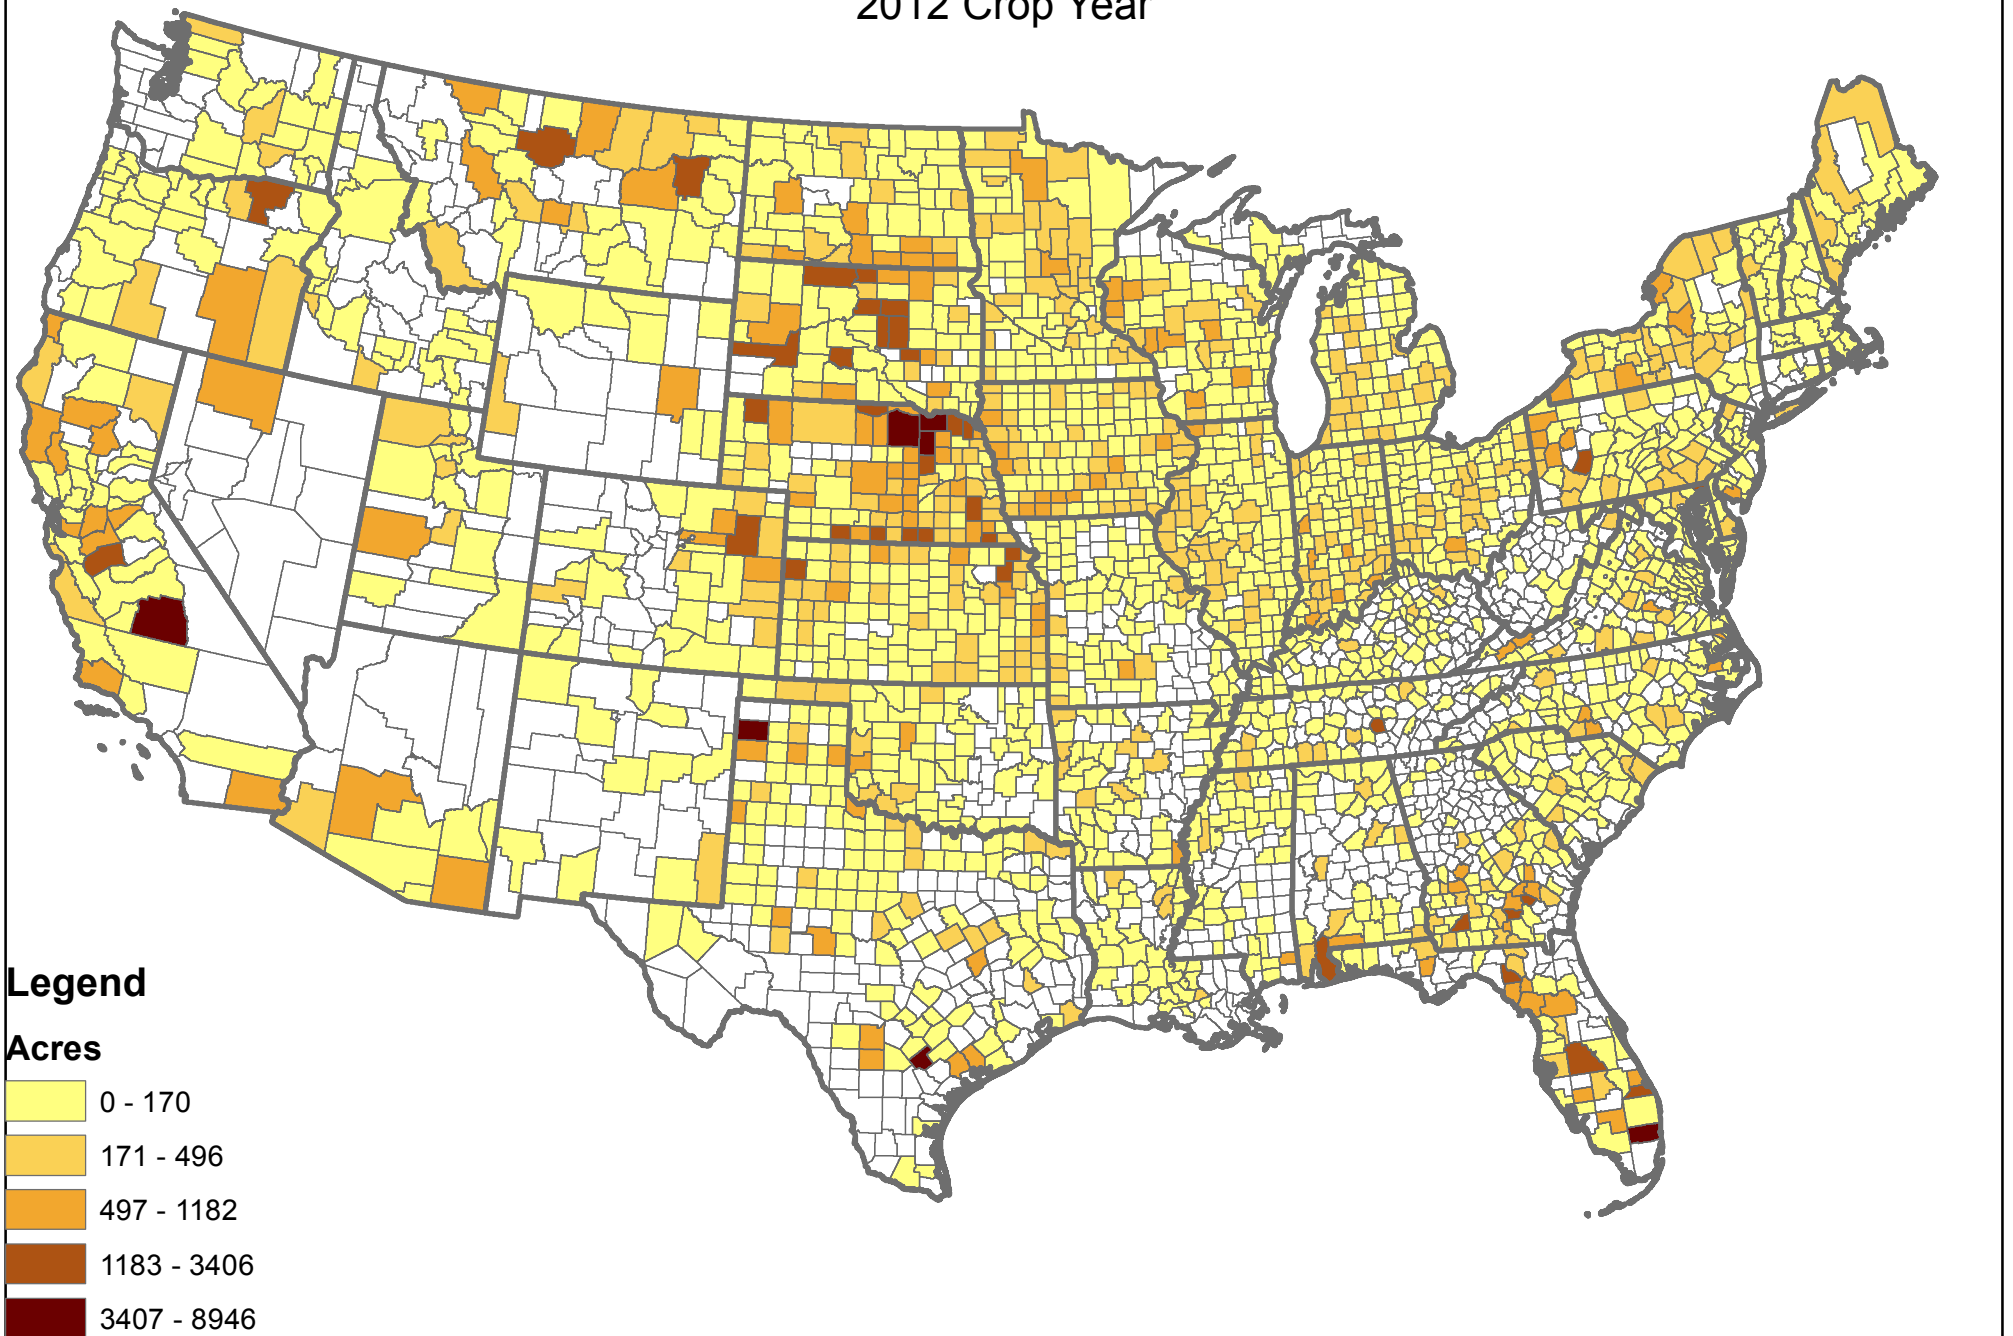 2012 Crop Year
Legend
Acres
0 - 170
171 - 496
497 - 1182
1183 - 3406
3407 - 8946